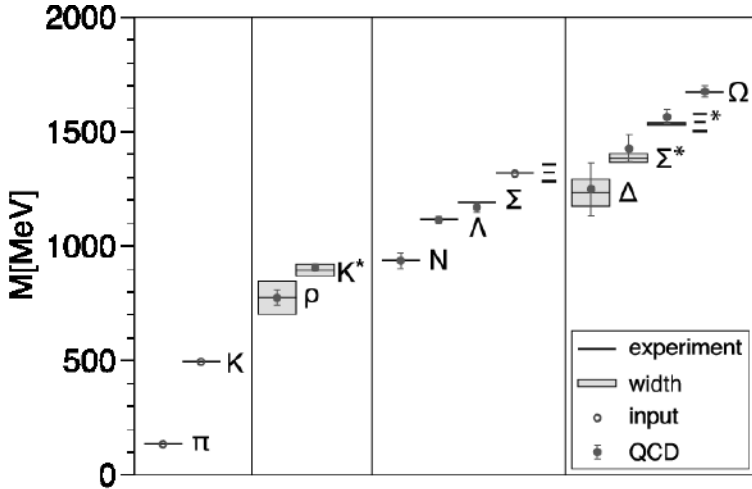 2000
1500
1000
500
0
M[MeV]
π
K
ρ
K*
N
Λ
Σ
Ξ
Δ
Σ*
Ξ*
Ω
experiment
width
input
QCD